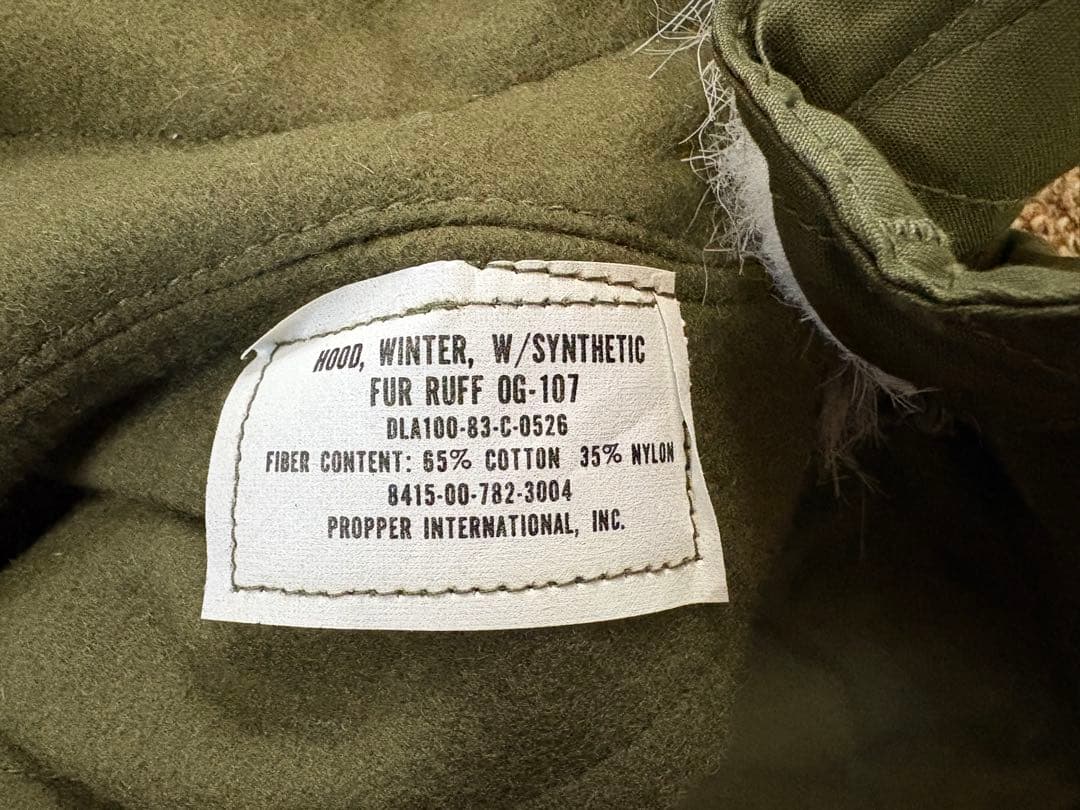 HOOD, WINTER, W/SYNTHETIC
FUR RUFF OG-107
DLA100-83-C-0526
FIBER CONTENT: 65% COTTON 35% NYLON
8415-00-782-3004
PROPPER INTERNATIONAL, INC.